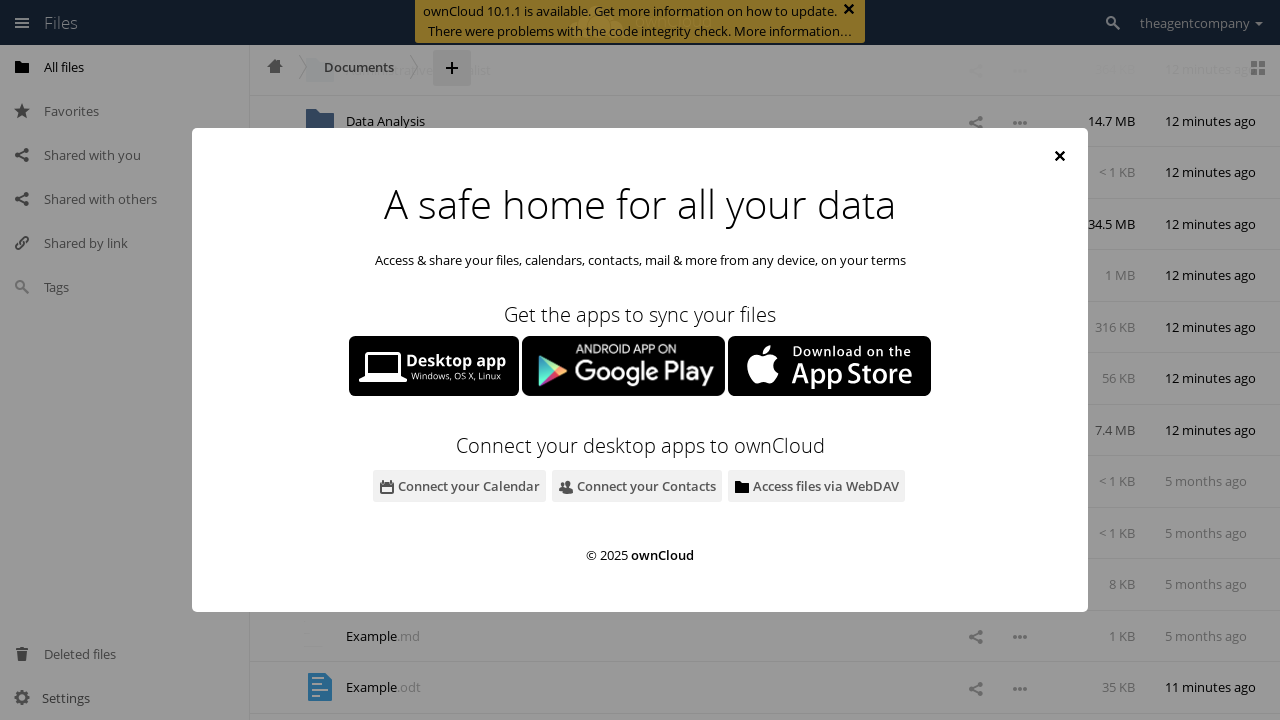 Files
ownCloud 10.1.1 is available. Get more information on how to update.
There were problems with the code integrity check. More information…
theagentcompany
All files
Favorites
Shared with you
Shared with others
Shared by link
Tags
Deleted files
Settings
Documents
12 minutes ago
Data Analysis 14.7 MB 12 minutes ago
< 1 KB 12 minutes ago
34.5 MB 12 minutes ago
1 MB 12 minutes ago
316 KB 12 minutes ago
56 KB 12 minutes ago
7.4 MB 12 minutes ago
< 1 KB 5 months ago
< 1 KB 5 months ago
8 KB 5 months ago
Example.md 1 KB 5 months ago
Example.odt 35 KB 11 minutes ago
A safe home for all your data
Access & share your files, calendars, contacts, mail & more from any device, on your terms
Get the apps to sync your files
Desktop app
Windows, OS X, Linux
ANDROID APP ON
Google Play
Download on the
App Store
Connect your desktop apps to ownCloud
Connect your Calendar
Connect your Contacts
Access files via WebDAV
© 2025 ownCloud